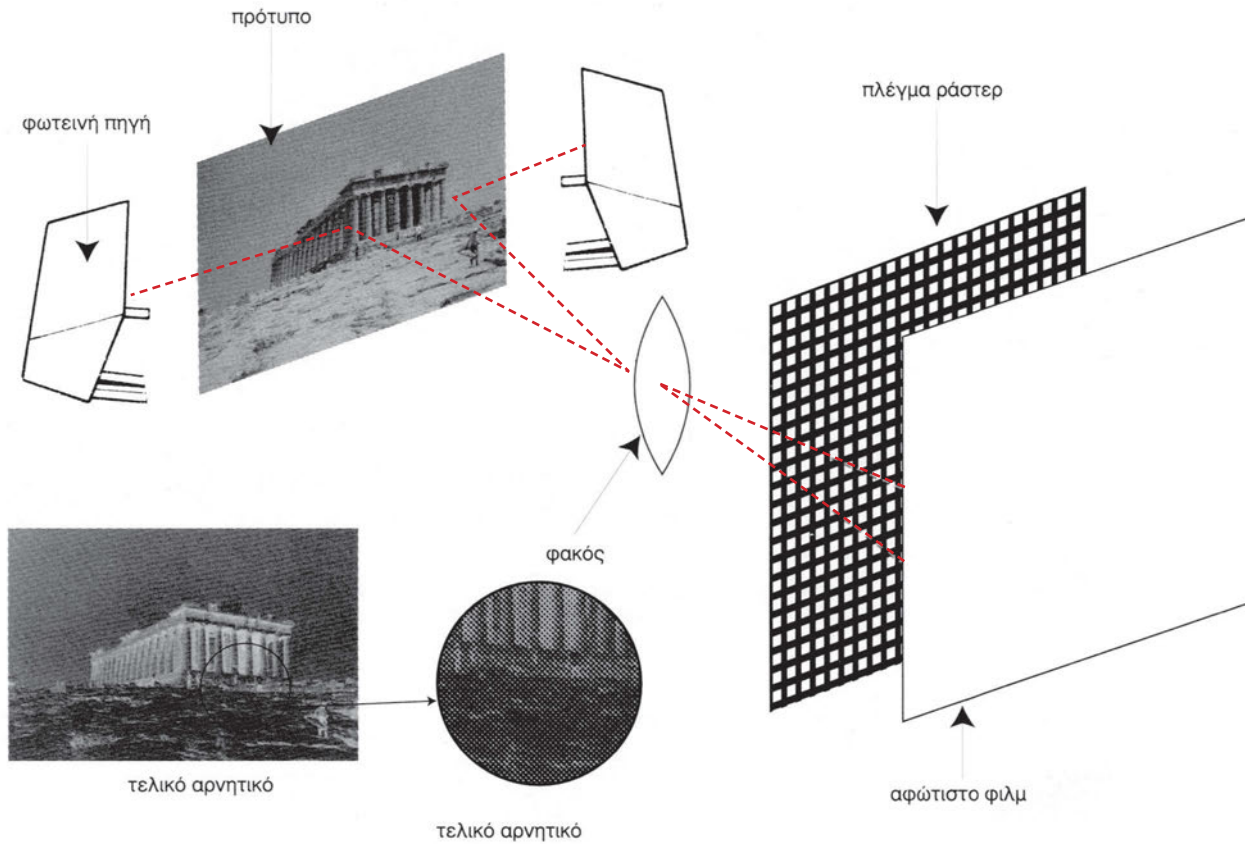 πρότυπο
φωτεινή πηγή
πλέγμα ράστερ
φακός
τελικό αρνητικό
τελικό αρνητικό
αφώτιστο φιλμ